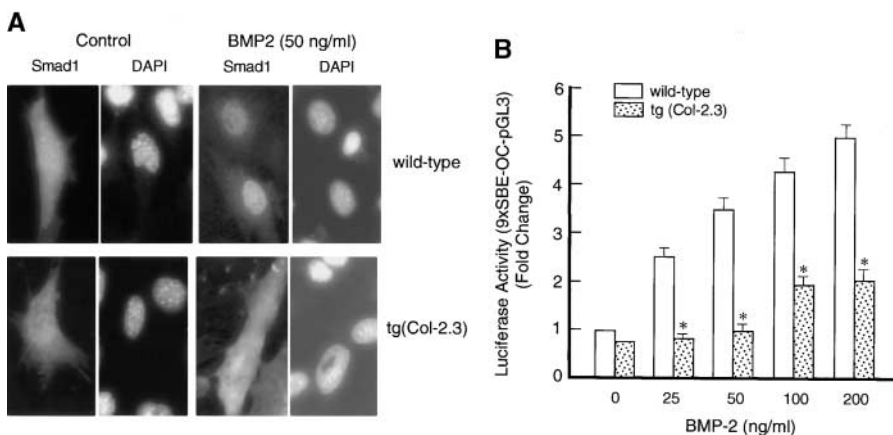 A
Control
BMP2 (50 ng/ml)
Smad1
DAPI
Smad1
DAPI
wild-type
tg(Col-2.3)
B
wild-type
tg (Col-2.3)
Luciferase Activity (9xSBE-OC-pGL3)
(Fold Change)
6
5
4
3
2
1
0
*
*
*
*
0
25
50
100
200
BMP-2 (ng/ml)